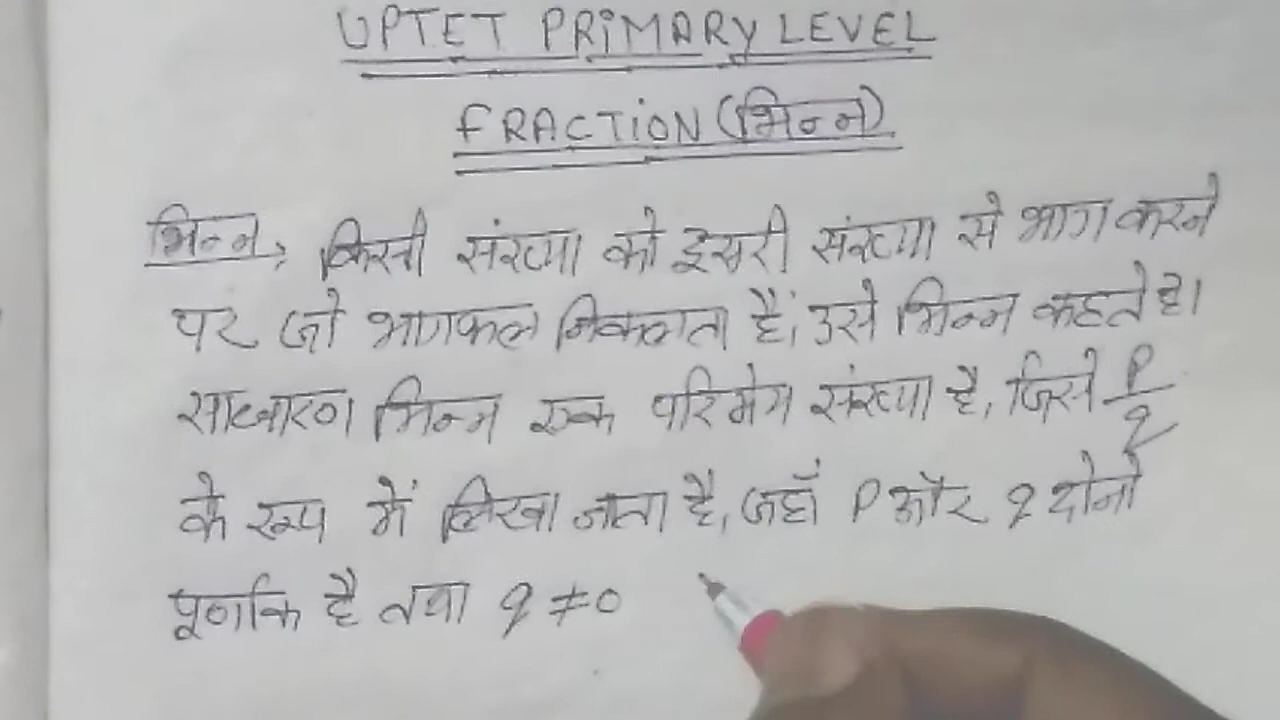 UPTET PRIMARY LEVEL
FRACTION (भिन्न)
भिन्न, किसी संख्या को दूसरी संख्या से भाग करने
पर जो भागफल निकलता है, उसे भिन्न कहते है।
साधारण भिन्न एक परिमेय संख्या है, जिसे P/q
के रूप में लिखा जाता है, जहाँ P और q दोनो
पूर्णांक है तथा q ≠ 0